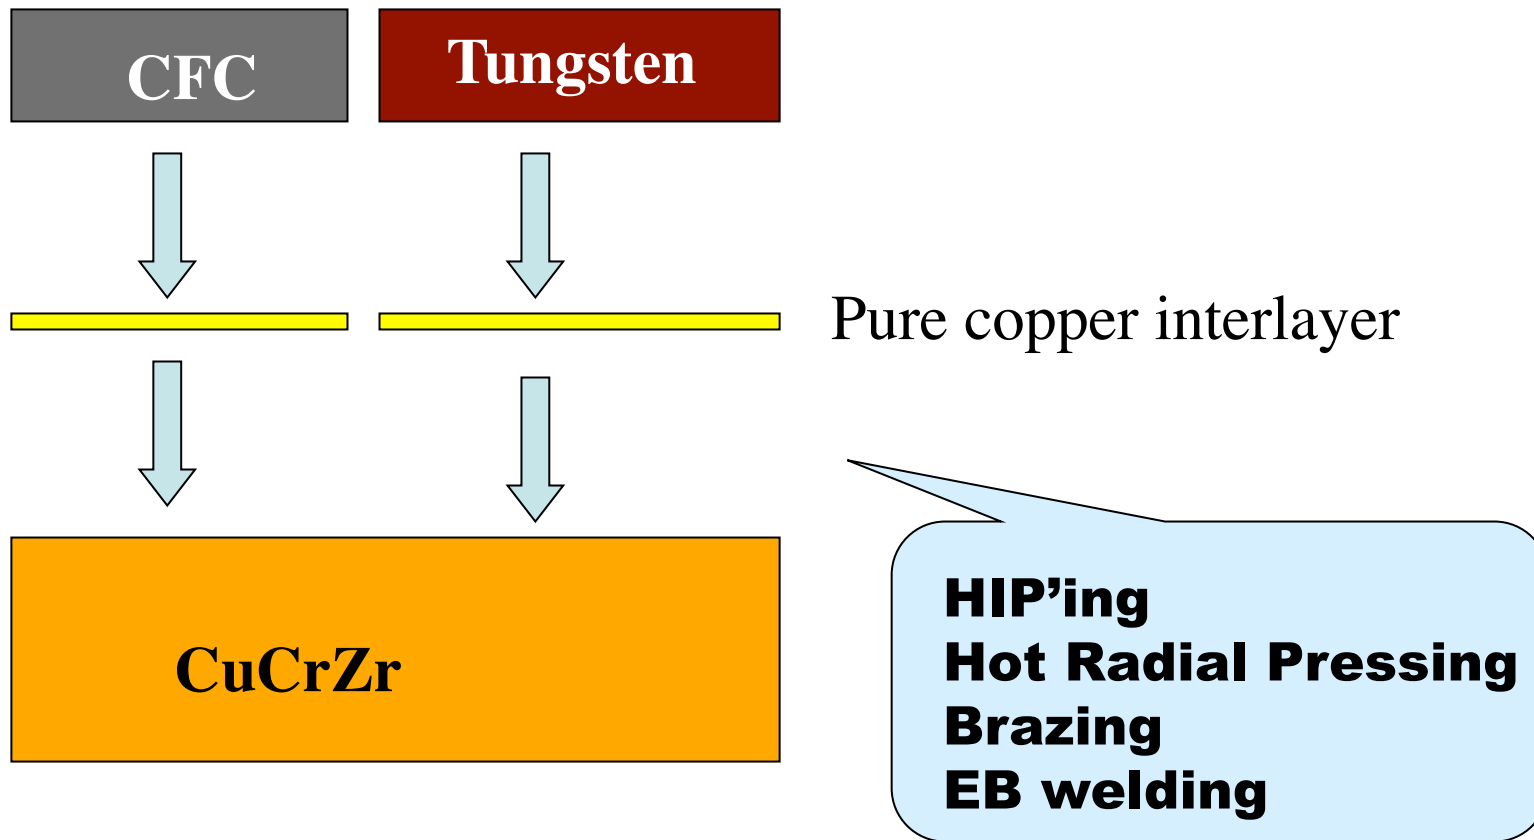 CFC
Tungsten
Pure copper interlayer
CuCrZr
HIP’ing
Hot Radial Pressing
Brazing
EB welding